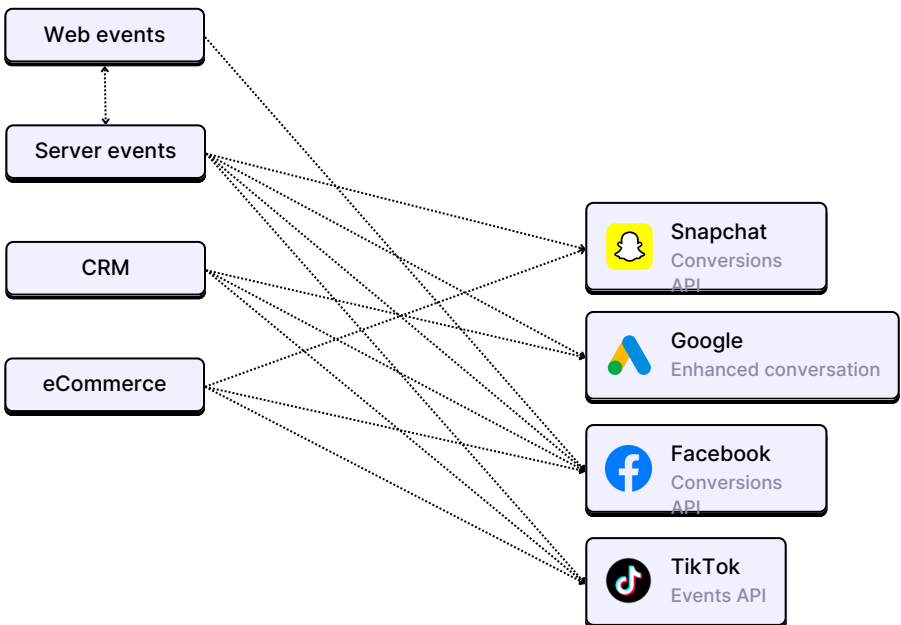 Web events
Server events
CRM
eCommerce
Snapchat
Conversions
API
Google
Enhanced conversation
Facebook
Conversions
API
TikTok
Events API